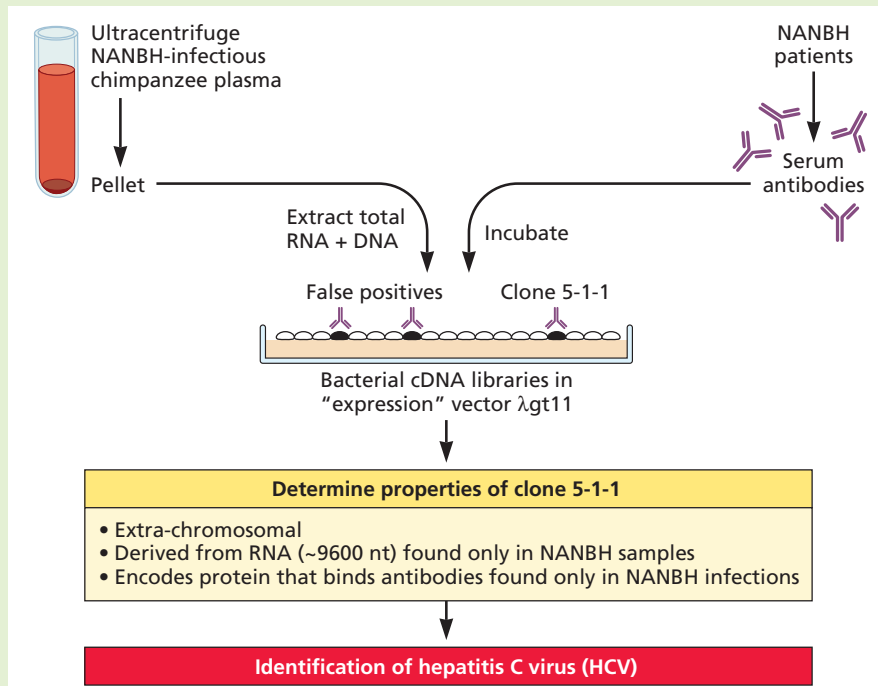 Ultracentrifuge
NANBH-infectious
chimpanzee plasma
NANBH
patients
Pellet
Serum
antibodies
Extract total
RNA + DNA
Incubate
False positives
Clone 5-1-1
Bacterial cDNA libraries in
“expression” vector λgt11
Determine properties of clone 5-1-1
• Extra-chromosomal
• Derived from RNA (~9600 nt) found only in NANBH samples
• Encodes protein that binds antibodies found only in NANBH infections
Identification of hepatitis C virus (HCV)